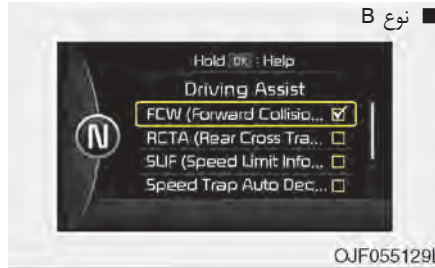 ■ نوع B
Hold OK : Help
Driving Assist
FCW (Forward Collisio...
RCTA (Rear Cross Tra...
SLIF (Speed Limit Info...
Speed Trap Auto Dec...
N
OJF055129L